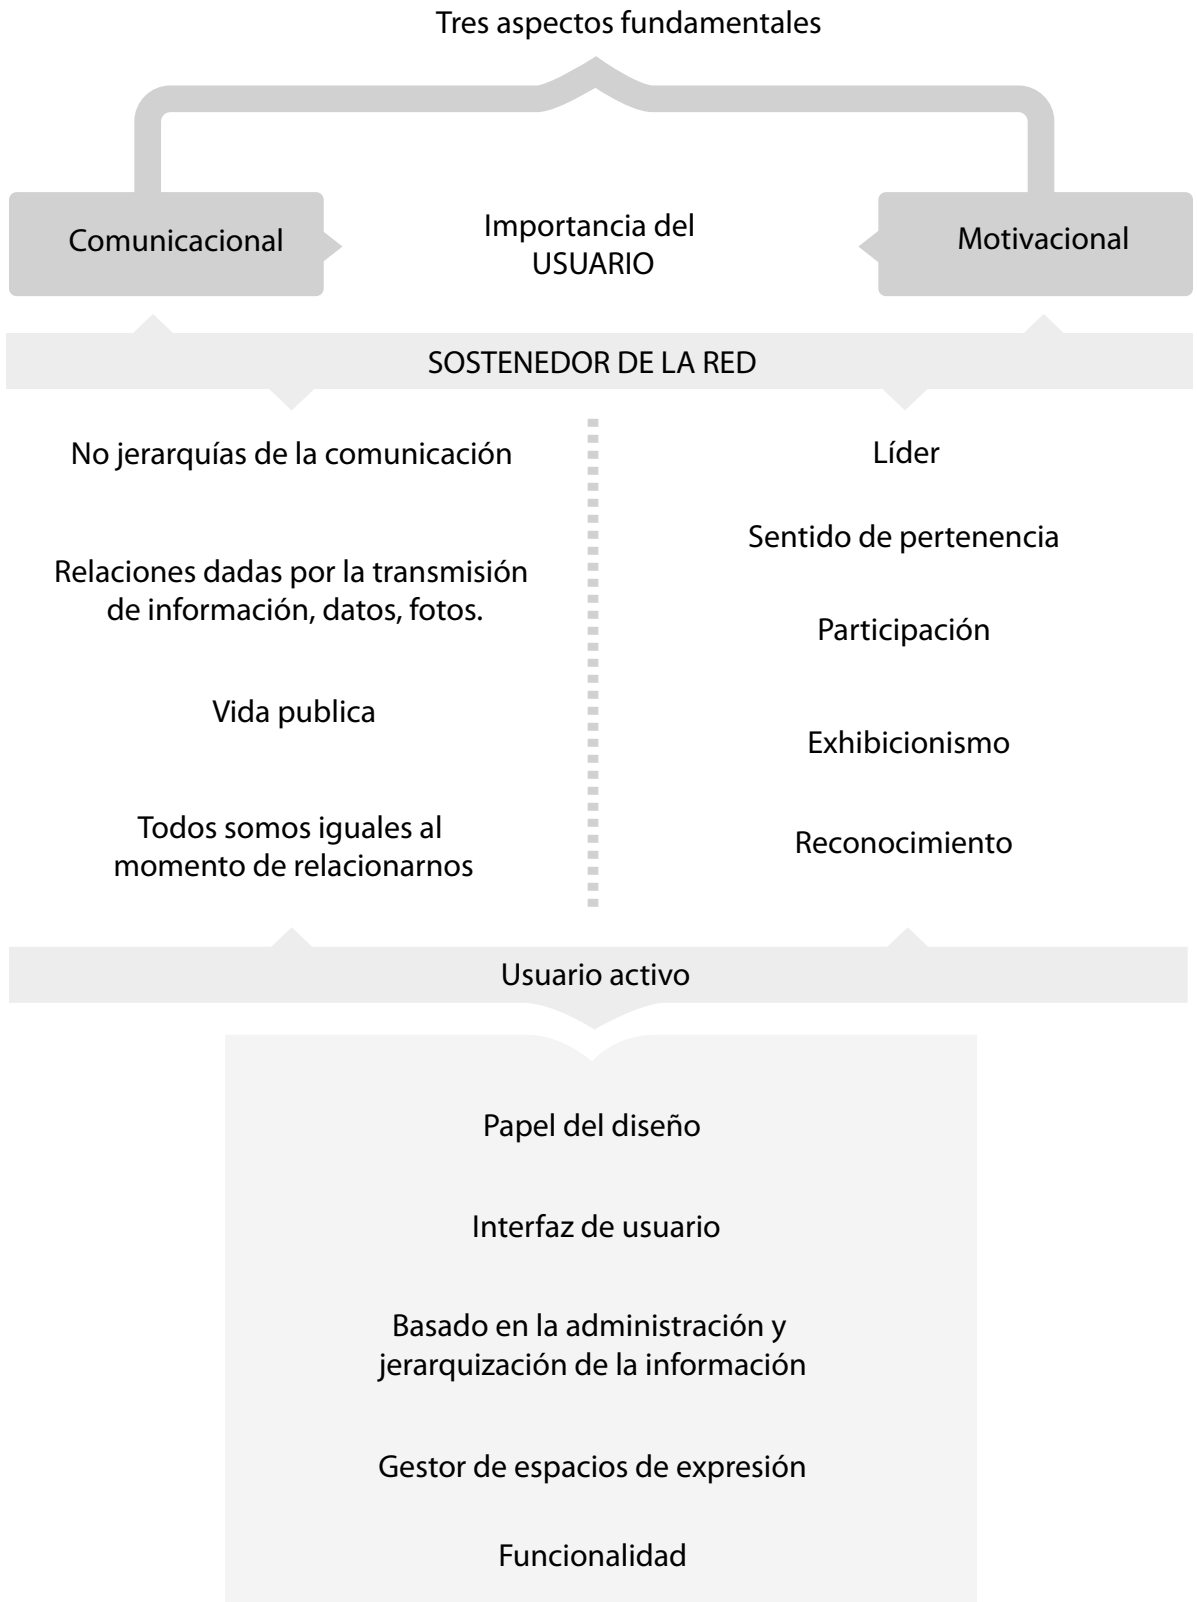 Tres aspectos fundamentales
Comunicacional
Importancia del
USUARIO
Motivacional
SOSTENEDOR DE LA RED
No jerarquías de la comunicación
Relaciones dadas por la transmisión
de información, datos, fotos.
Vida publica
Todos somos iguales al
momento de relacionarnos
Líder
Sentido de pertenencia
Participación
Exhibicionismo
Reconocimiento
Usuario activo
Papel del diseño
Interfaz de usuario
Basado en la administración y
jerarquización de la información
Gestor de espacios de expresión
Funcionalidad